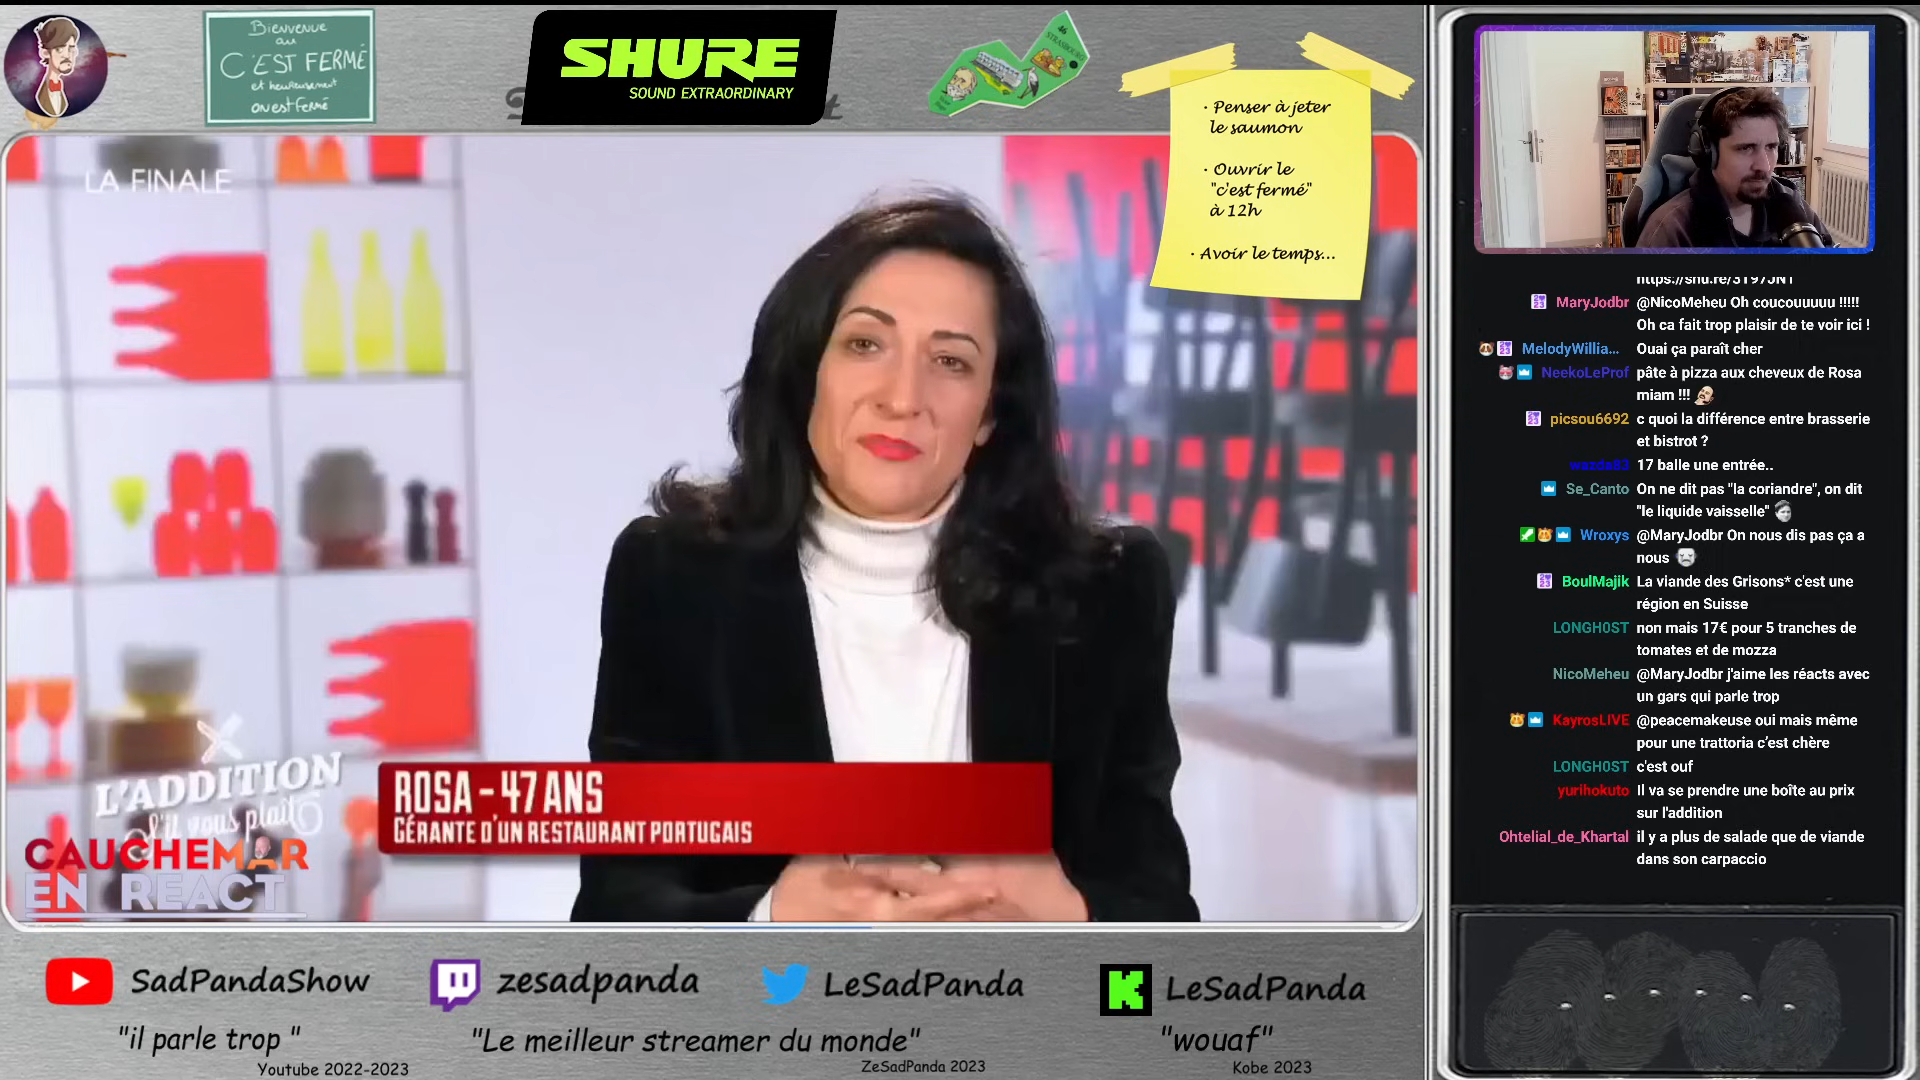 Bienvenue
au
C'EST FERMÉ
et heureusement
on est fermé
SHURE
SOUND EXTRAORDINARY
46
STRASBOURG
· Penser à jeter
le saumon
· Ouvrir le
"c'est fermé"
à 12h
· Avoir le temps...
LA FINALE
L'ADDITION
s'il vous plaît
CAUCHEMAR
EN REACT
ROSA - 47 ANS
GÉRANTE D'UN RESTAURANT PORTUGAIS
MaryJodbr @NicoMeheu Oh coucouuuuu !!!!!
Oh ca fait trop plaisir de te voir ici !
MelodyWillia... Ouai ça paraît cher
NeekoLeProf pâte à pizza aux cheveux de Rosa
miam !!!
picsou6692 c quoi la différence entre brasserie
et bistrot ?
wazda83 17 balle une entrée..
Se_Canto On ne dit pas "la coriandre", on dit
"le liquide vaisselle"
Wroxys @MaryJodbr On nous dis pas ça a
nous
BoulMajik La viande des Grisons* c'est une
région en Suisse
LONGH0ST non mais 17€ pour 5 tranches de
tomates et de mozza
NicoMeheu @MaryJodbr j'aime les réacts avec
un gars qui parle trop
KayrosLIVE @peacemakeuse oui mais même
pour une trattoria c'est chère
LONGH0ST c'est ouf
yurihokuto Il va se prendre une boîte au prix
sur l'addition
Ohtelial_de_Khartal il y a plus de salade que de viande
dans son carpaccio
SadPandaShow
zesadpanda
LeSadPanda
LeSadPanda
"il parle trop "
Youtube 2022-2023
"Le meilleur streamer du monde"
ZeSadPanda 2023
"wouaf"
Kobe 2023